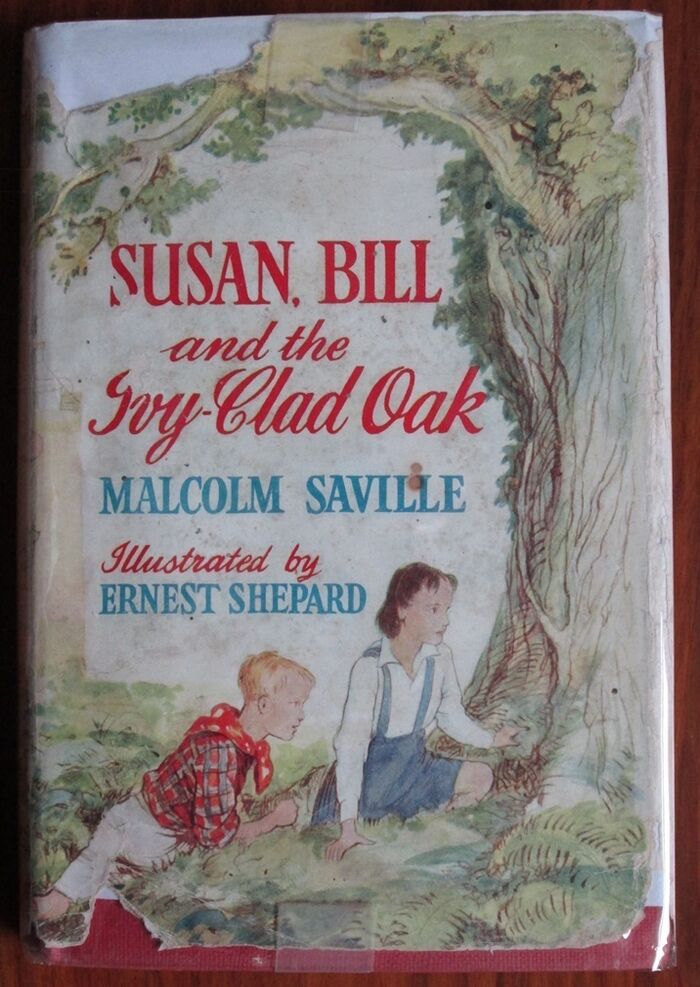 SUSAN, BILL
and the
Ivy-Clad Oak
MALCOLM SAVILLE
Illustrated by
ERNEST SHEPARD